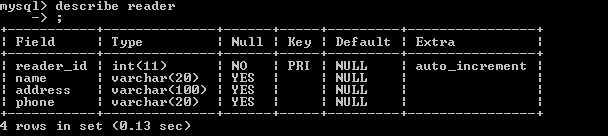 mysql> describe reader
    -> ;
+-----------+--------------+------+-----+---------+----------------+
| Field     | Type         | Null | Key | Default | Extra          |
+-----------+--------------+------+-----+---------+----------------+
| reader_id | int(11)      | NO   | PRI | NULL    | auto_increment |
| name      | varchar(20)  | YES  |     | NULL    |                |
| address   | varchar(100) | YES  |     | NULL    |                |
| phone     | varchar(20)  | YES  |     | NULL    |                |
+-----------+--------------+------+-----+---------+----------------+
4 rows in set (0.13 sec)